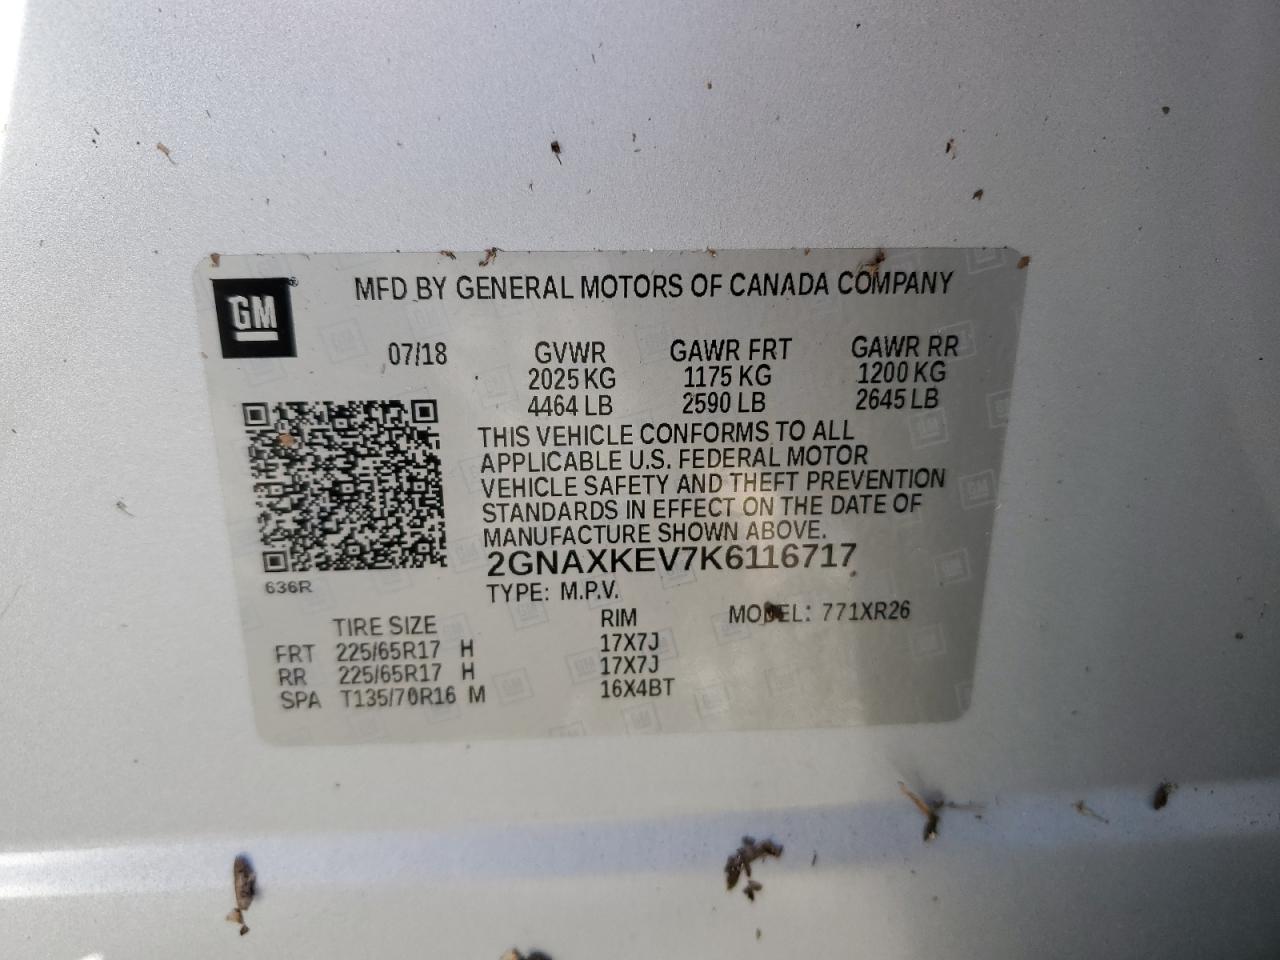 GM
MFD BY GENERAL MOTORS OF CANADA COMPANY
07/18 GVWR GAWR FRT GAWR RR
2025 KG 1175 KG 1200 KG
4464 LB 2590 LB 2645 LB
THIS VEHICLE CONFORMS TO ALL
APPLICABLE U.S. FEDERAL MOTOR
VEHICLE SAFETY AND THEFT PREVENTION
STANDARDS IN EFFECT ON THE DATE OF
MANUFACTURE SHOWN ABOVE.
2GNAXKEV7K6116717
636R
TYPE: M.P.V.
TIRE SIZE RIM MODEL: 771XR26
FRT 225/65R17 H 17X7J
RR 225/65R17 H 17X7J
SPA T135/70R16 M 16X4BT